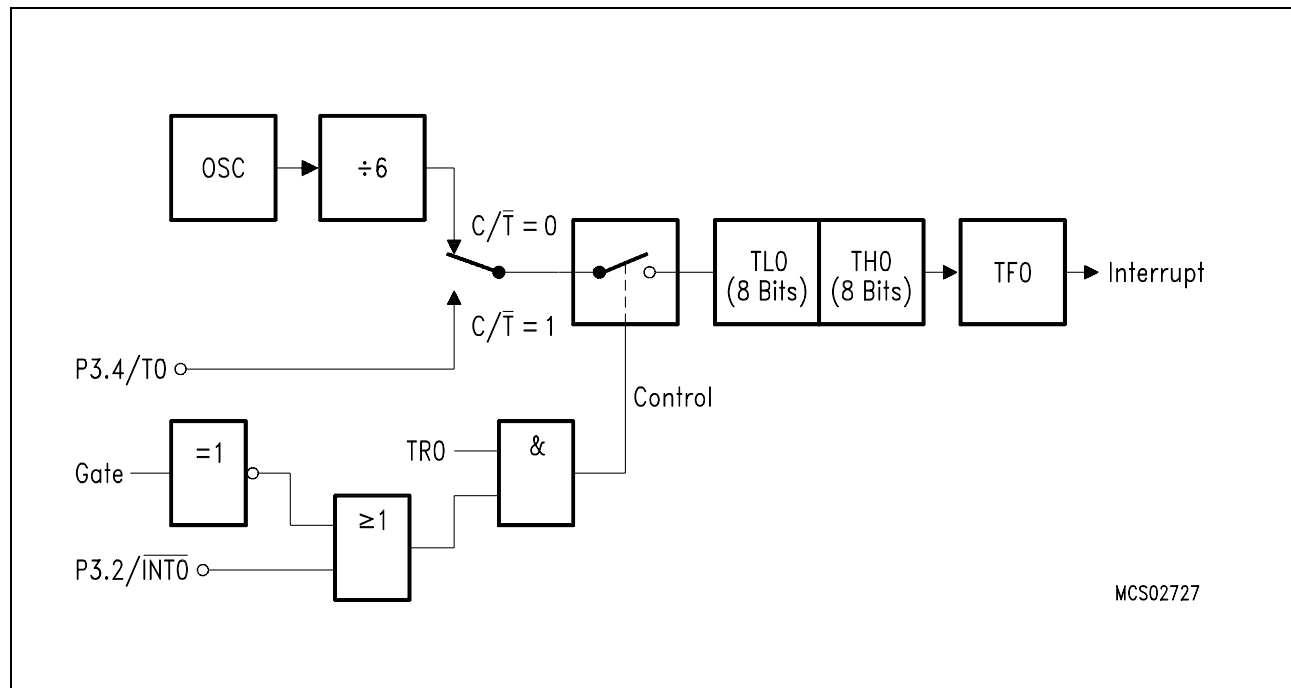 OSC
÷6
C/T̅ = 0
TL0
(8 Bits)
TH0
(8 Bits)
TF0
Interrupt
C/T̅ = 1
P3.4/T0
Control
=1
TR0
&
Gate
≥1
P3.2/I̅N̅T̅0̅
MCS02727